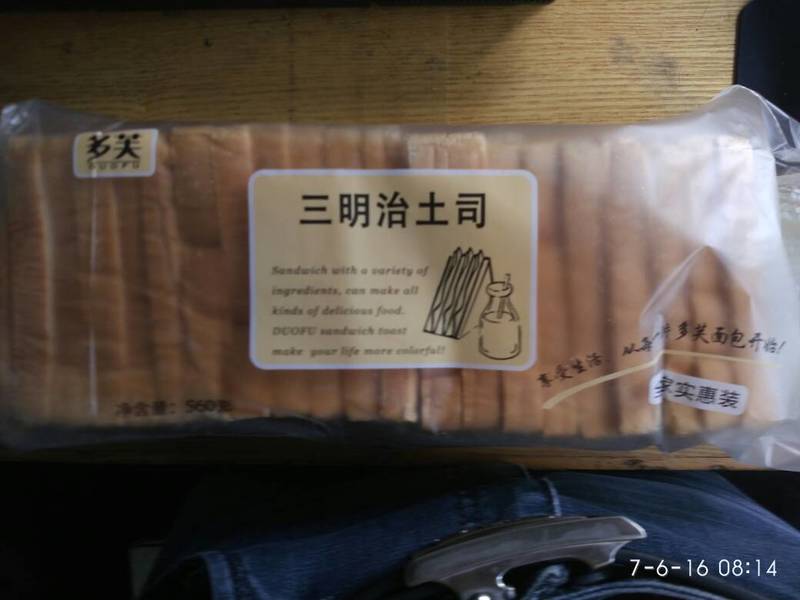 多芙
DUOFU
三明治土司
Sandwich with a variety of
ingredients, can make all
kinds of delicious food.
DUOFU sandwich toast
make your life more colorful!
净含量：560克
享受生活 从每一片多芙面包开始!
实惠装
7-6-16 08:14